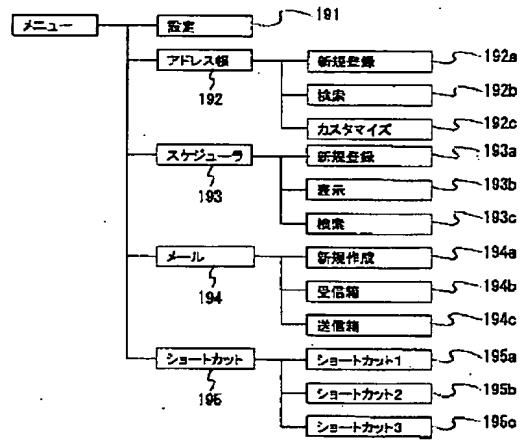 メニュー
設定
191
アドレス帳
192
新規登録
192a
検索
192b
カスタマイズ
192c
スケジューラ
193
新規登録
193a
表示
193b
検索
193c
メール
194
新規作成
194a
受信箱
194b
送信箱
194c
ショートカット
195
ショートカット1
195a
ショートカット2
195b
ショートカット3
195c